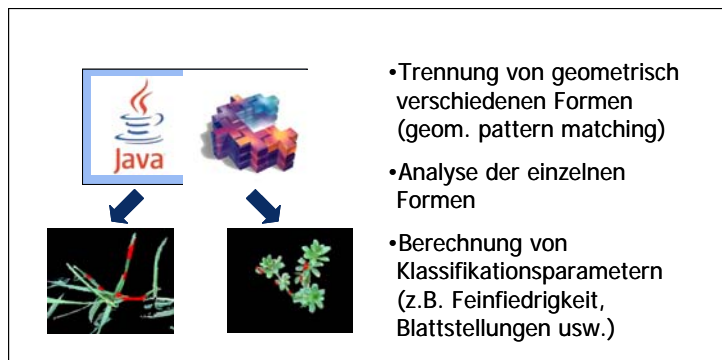 Java
•Trennung von geometrisch
verschiedenen Formen
(geom. pattern matching)
•Analyse der einzelnen
Formen
•Berechnung von
Klassifikationsparametern
(z.B. Feinfiedrigkeit,
Blattstellungen usw.)